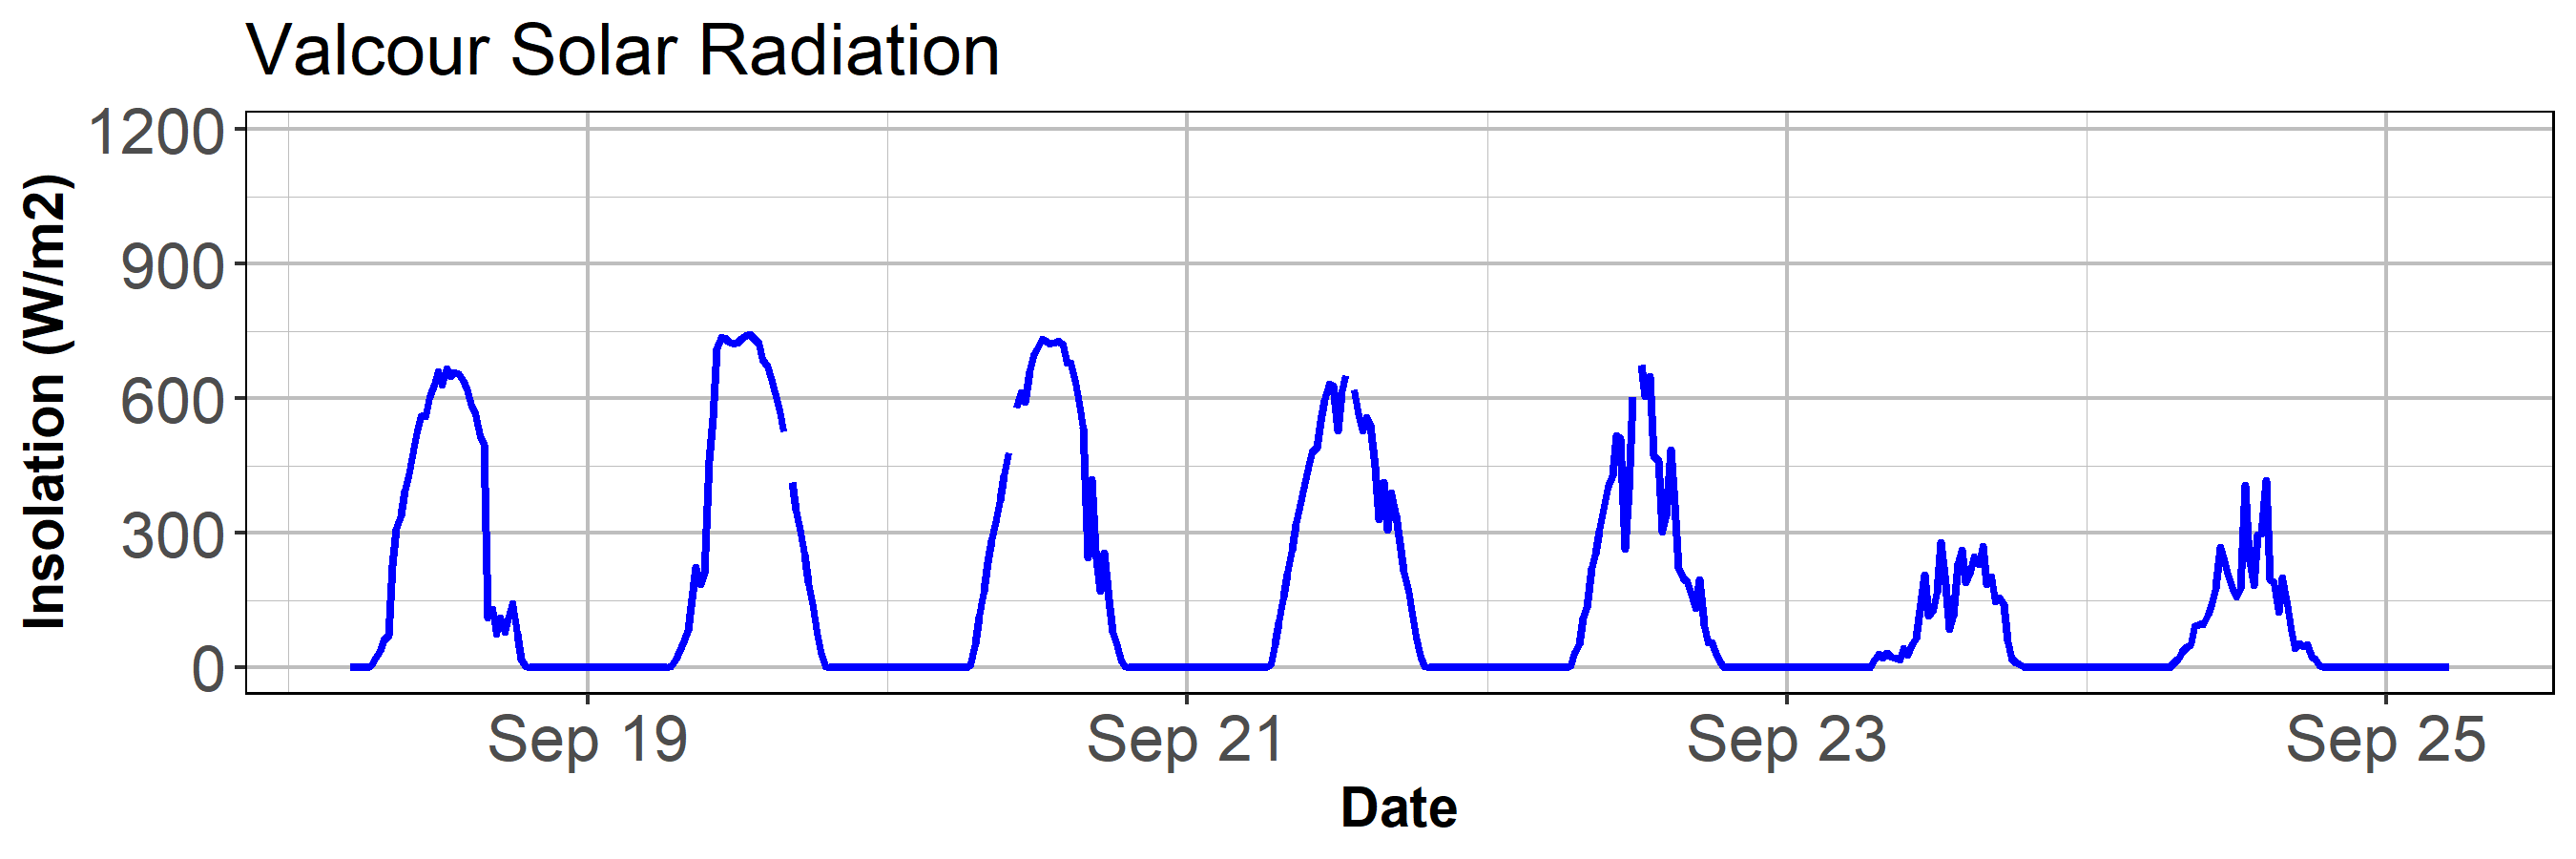 Valcour Solar Radiation
1200
900
600
300
0
Insolation (W/m2)
Sep 19
Sep 21
Sep 23
Sep 25
Date